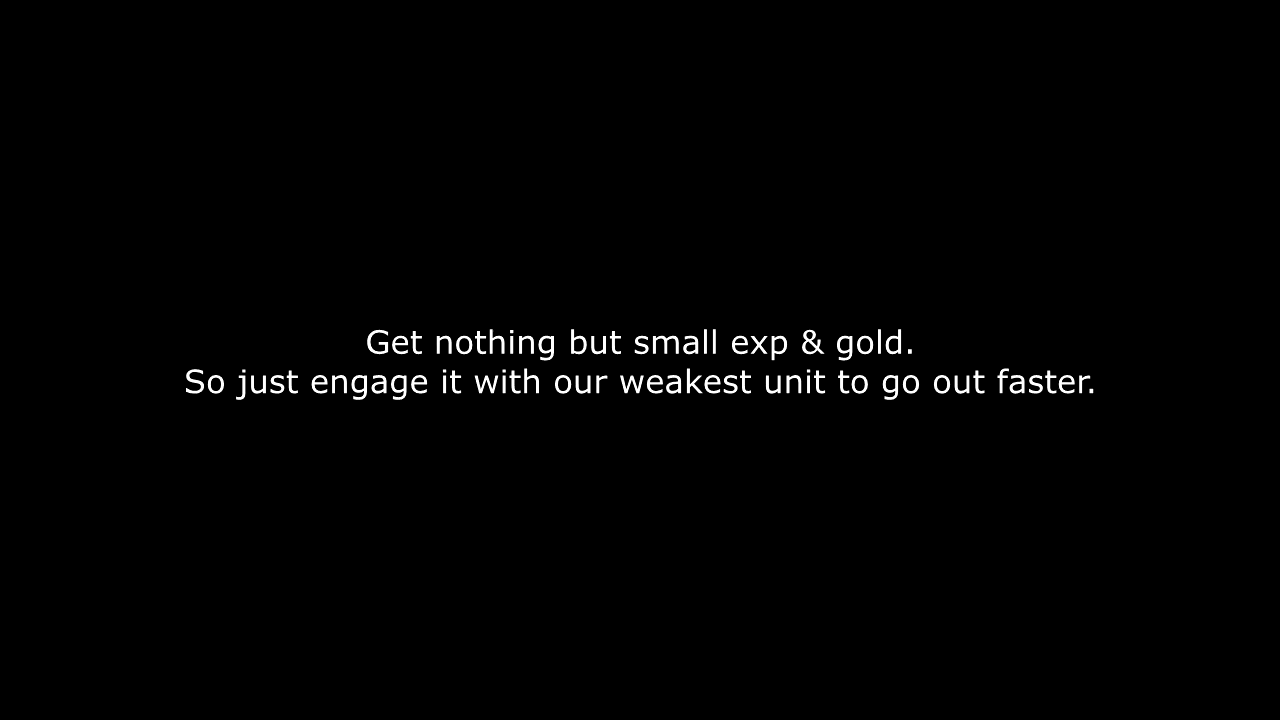 Get nothing but small exp & gold.
So just engage it with our weakest unit to go out faster.